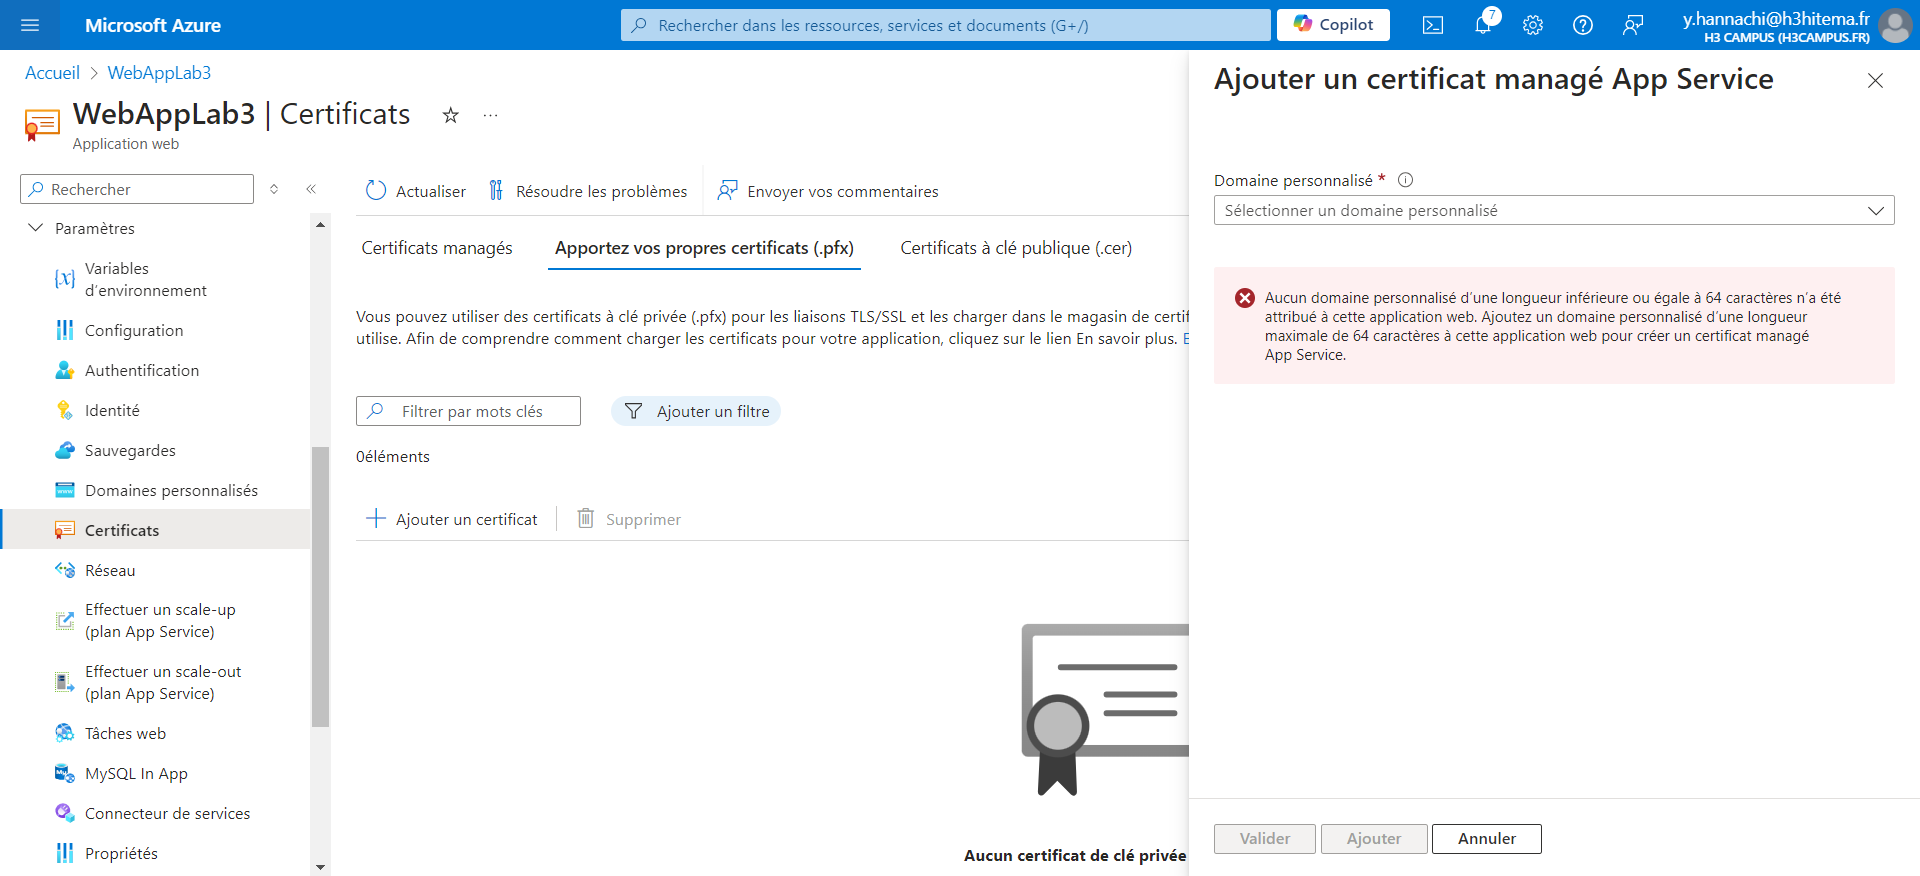 Microsoft Azure
Rechercher dans les ressources, services et documents (G+/)
Copilot
7
y.hannachi@h3hitema.fr
H3 CAMPUS (H3CAMPUS.FR)
Accueil > WebAppLab3
WebAppLab3 | Certificats
Application web
Rechercher
Paramètres
Variables
d’environnement
Configuration
Authentification
Identité
Sauvegardes
Domaines personnalisés
Certificats
Réseau
Effectuer un scale-up
(plan App Service)
Effectuer un scale-out
(plan App Service)
Tâches web
MySQL In App
Connecteur de services
Propriétés
Actualiser
Résoudre les problèmes
Envoyer vos commentaires
Certificats managés
Apportez vos propres certificats (.pfx)
Certificats à clé publique (.cer)
Vous pouvez utiliser des certificats à clé privée (.pfx) pour les liaisons TLS/SSL et les charger dans le magasin de certif
utilise. Afin de comprendre comment charger les certificats pour votre application, cliquez sur le lien En savoir plus. E
Filtrer par mots clés
Ajouter un filtre
0éléments
Ajouter un certificat
Supprimer
Aucun certificat de clé privée
Ajouter un certificat managé App Service
Domaine personnalisé *
Sélectionner un domaine personnalisé
Aucun domaine personnalisé d’une longueur inférieure ou égale à 64 caractères n’a été
attribué à cette application web. Ajoutez un domaine personnalisé d’une longueur
maximale de 64 caractères à cette application web pour créer un certificat managé
App Service.
Valider
Ajouter
Annuler